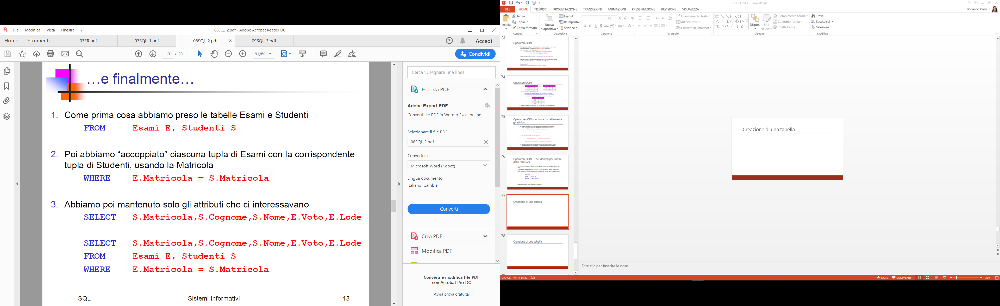 File Modifica Vista Finestra ?
08SQL-2.pdf - Adobe Acrobat Reader DC
Home Strumenti 03ER.pdf 07SQL-1.pdf 08SQL-2.pdf × 09SQL-3.pdf
Accedi
13 / 20
91,8%
Condividi
…e finalmente…
1. Come prima cosa abbiamo preso le tabelle Esami e Studenti
FROM Esami E, Studenti S
2. Poi abbiamo “accoppiato” ciascuna tupla di Esami con la corrispondente
tupla di Studenti, usando la Matricola
WHERE E.Matricola = S.Matricola
3. Abbiamo poi mantenuto solo gli attributi che ci interessavano
SELECT S.Matricola,S.Cognome,S.Nome,E.Voto,E.Lode
SELECT S.Matricola,S.Cognome,S.Nome,E.Voto,E.Lode
FROM Esami E, Studenti S
WHERE E.Matricola = S.Matricola
SQL Sistemi Informativi 13
Cerca 'Disegnare una linea'
Esporta PDF
Adobe Export PDF
Converti file PDF in Word o Excel online
Selezionare il file PDF
08SQL-2.pdf
Converti in
Microsoft Word (*.docx)
Lingua documento:
Italiano Cambia
Converti
Crea PDF
Modifica PDF
Converti e modifica file PDF
con Acrobat Pro DC
Avvia prova gratuita
CORSO SQL - PowerPoint
FILE HOME INSERISCI PROGETTAZIONE TRANSIZIONI ANIMAZIONI PRESENTAZIONE REVISIONE VISUALIZZA
Bonanno Daria
Incolla
Taglia
Copia
Copia formato
Appunti
Nuova
diapositiva
Layout
Reimposta
Sezione
Diapositive
48
G C S S abc AV Aa A
Carattere
Orientamento testo
Allinea testo
Converti in SmartArt
Paragrafo
Disponi
Stili
veloci
Riempimento forma
Contorno forma
Effetti forma
Disegno
Trova
Sostituisci
Seleziona
Modifica
73
Operatore JOIN
74
Operatore JOIN
75
Operatore JOIN – indicare correttamente
gli attributi
76
Operatore JOIN – Pseudonimi per i nomi
delle relazioni
77
Creazione di una tabella
78
Creazione di una tabella
Creazione di una tabella
Fare clic per inserire le note
DIAPOSITIVA 77 DI 82
NOTE COMMENTI
33%